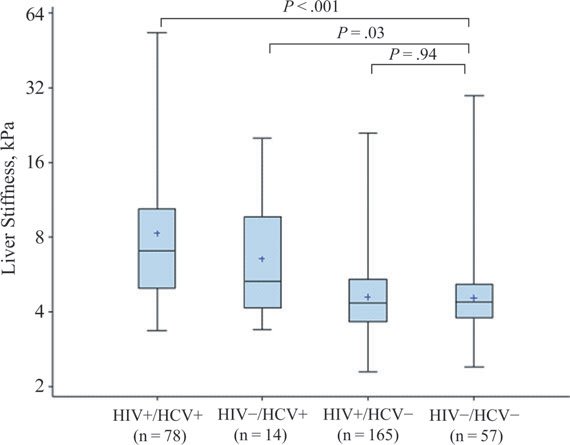 64
P < .001
P = .03
P = .94
32
16
8
4
2
Liver Stiffness, kPa
HIV+/HCV+ HIV−/HCV+ HIV+/HCV− HIV−/HCV−
(n = 78) (n = 14) (n = 165) (n = 57)